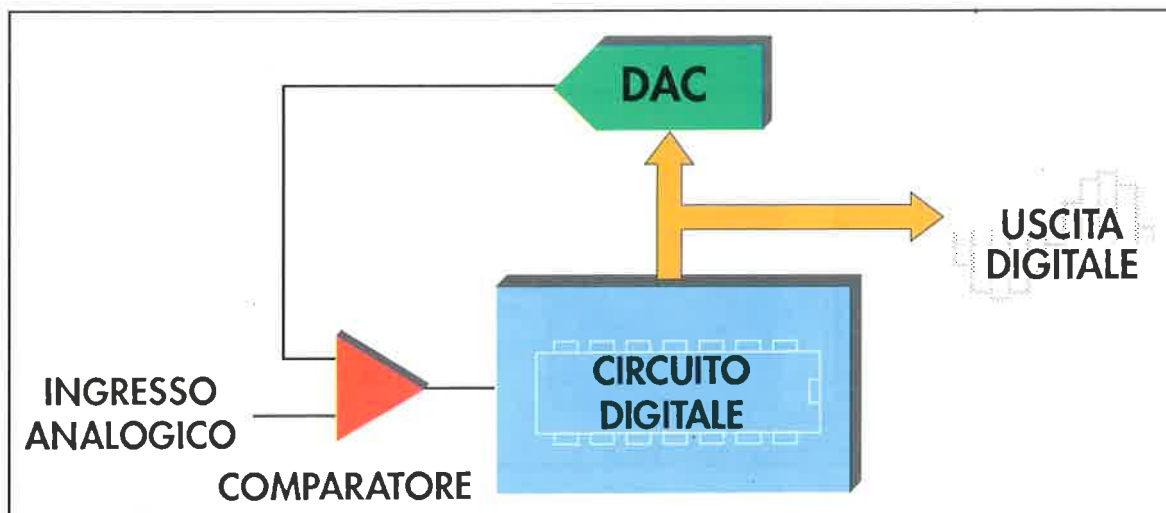 DAC
USCITA
DIGITALE
CIRCUITO
DIGITALE
INGRESSO
ANALOGICO
COMPARATORE